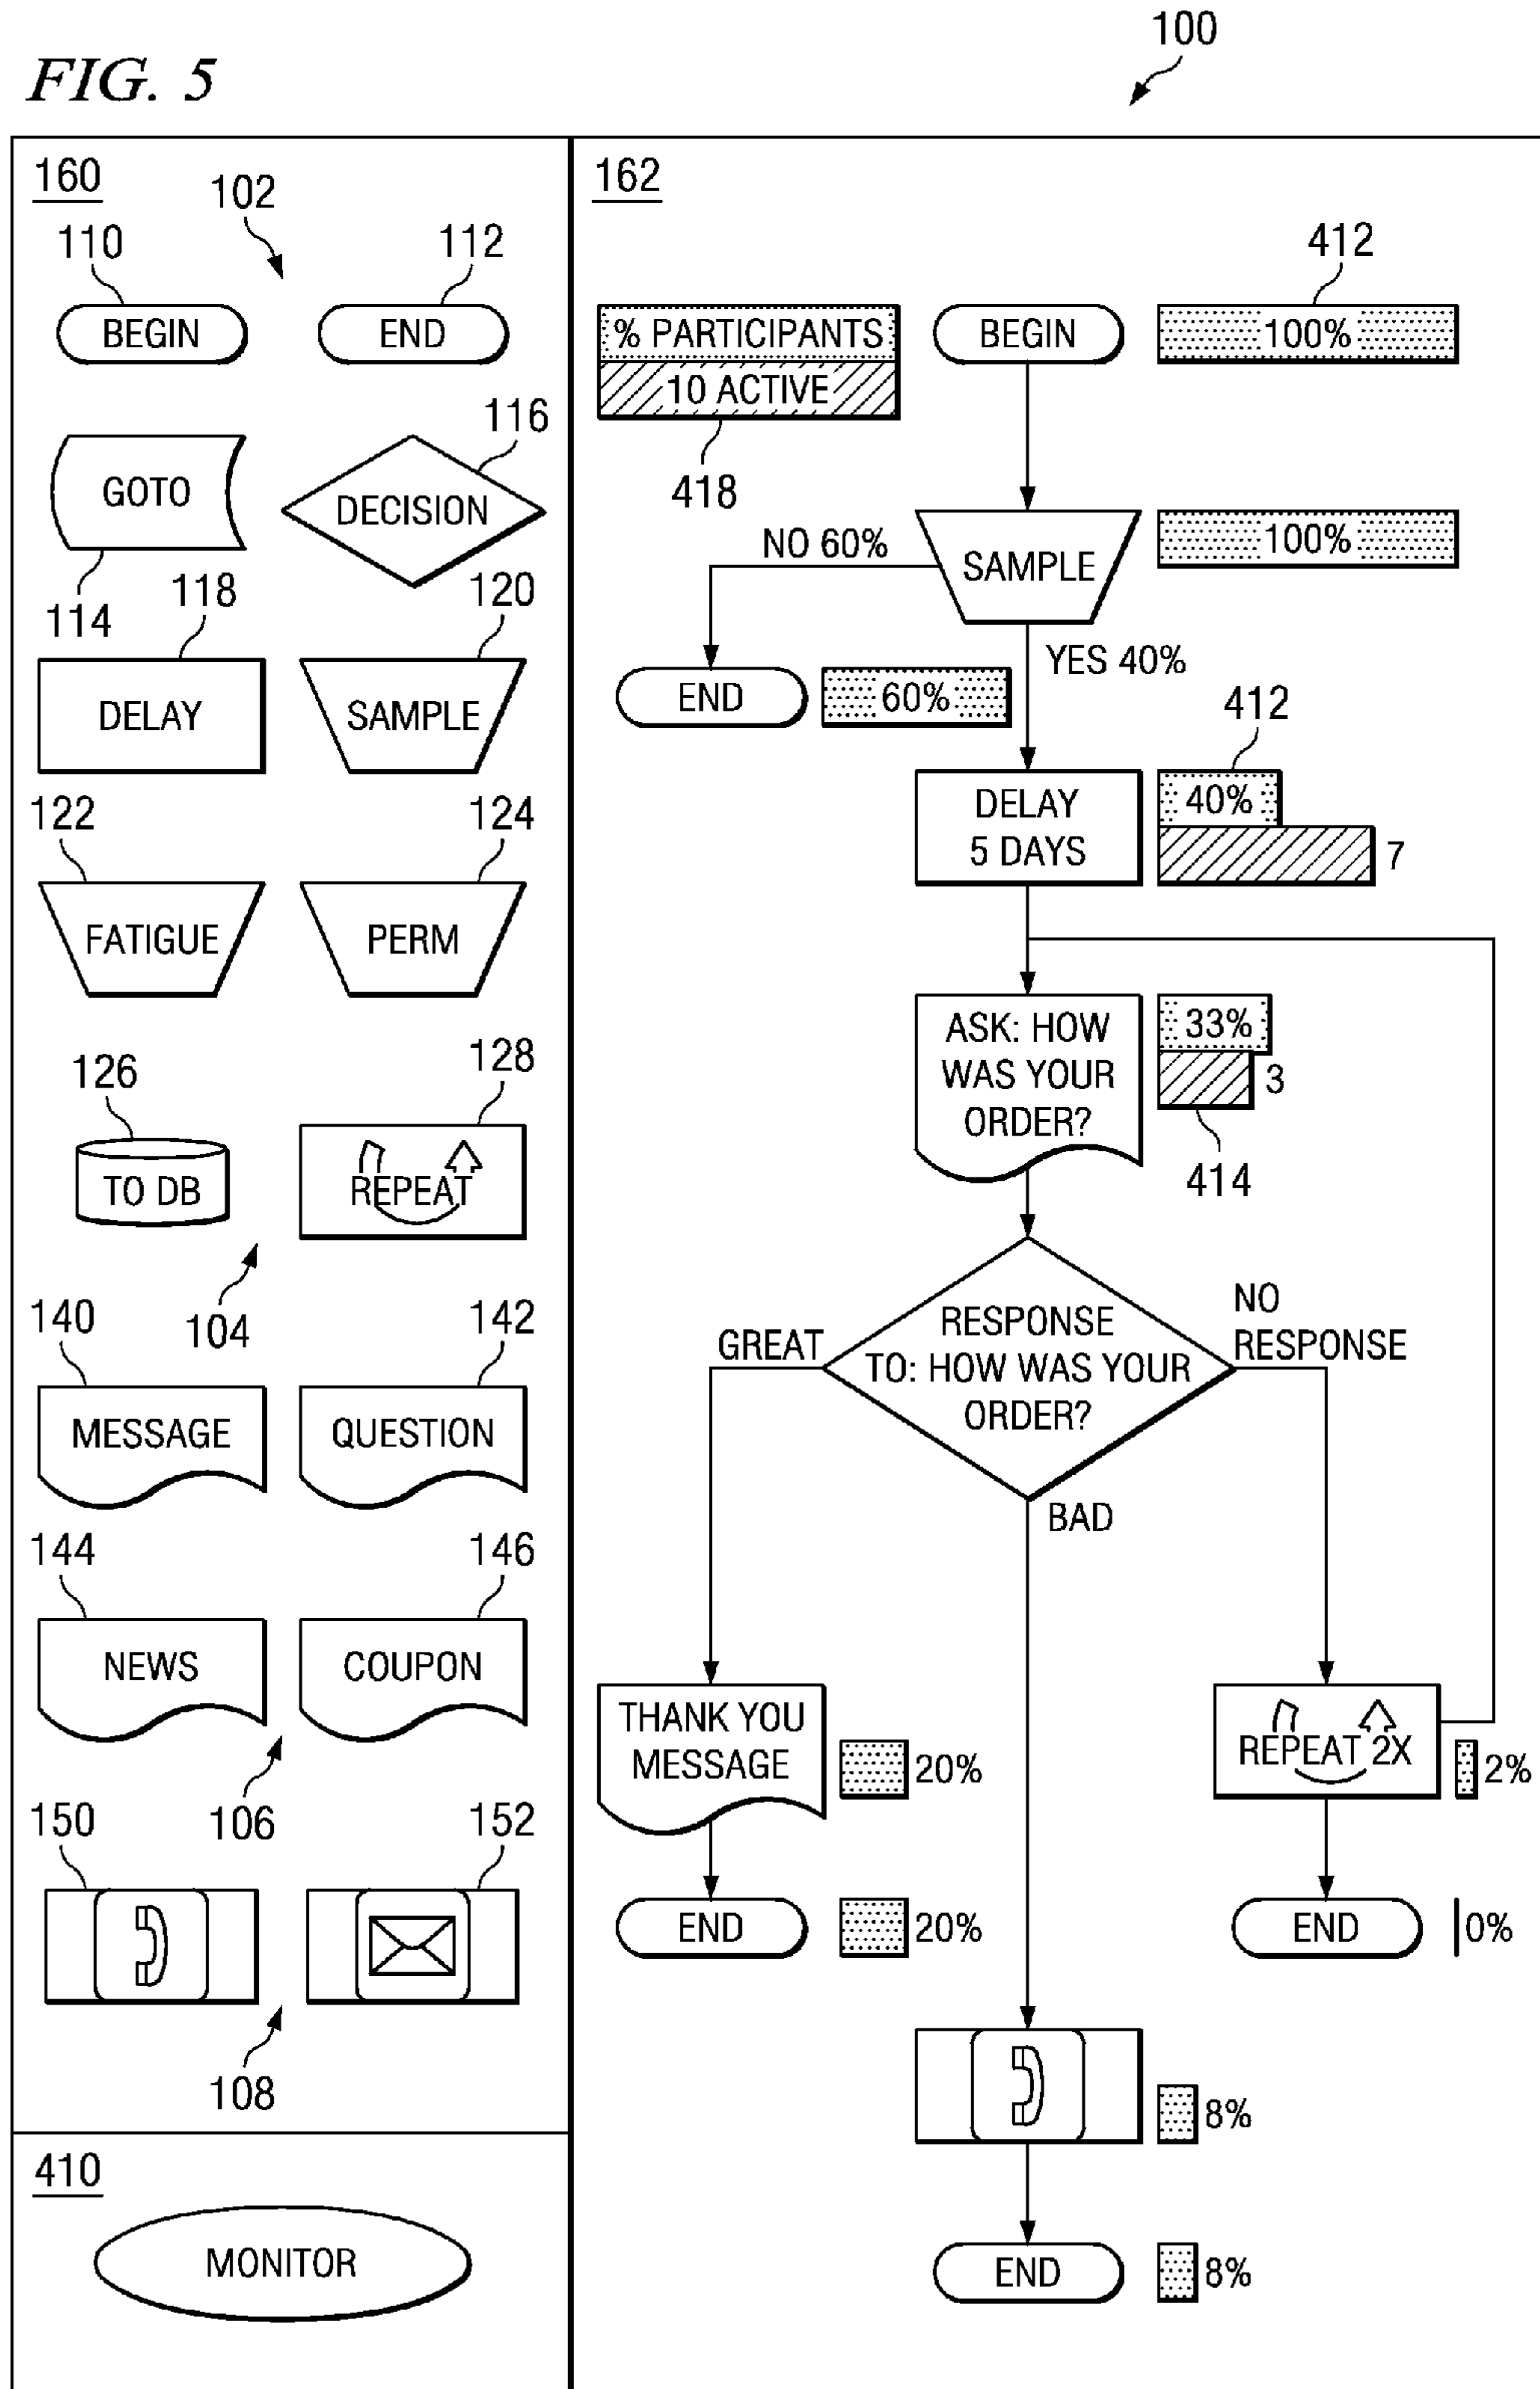 FIG. 5
100
160
102
110
112
BEGIN
END
116
GOTO
DECISION
114
118
120
DELAY
SAMPLE
122
124
FATIGUE
PERM
126
128
TO DB
REPEAT
104
140
142
MESSAGE
QUESTION
144
146
NEWS
COUPON
106
150
152
108
410
MONITOR
162
412
% PARTICIPANTS
BEGIN
100%
10 ACTIVE
418
NO 60%
SAMPLE
100%
YES 40%
END
60%
412
DELAY
5 DAYS
40%
7
ASK: HOW
WAS YOUR
ORDER?
33%
3
414
RESPONSE
TO: HOW WAS YOUR
ORDER?
GREAT
NO
RESPONSE
BAD
THANK YOU
MESSAGE
20%
REPEAT 2X
2%
END
20%
END
0%
8%
END
8%